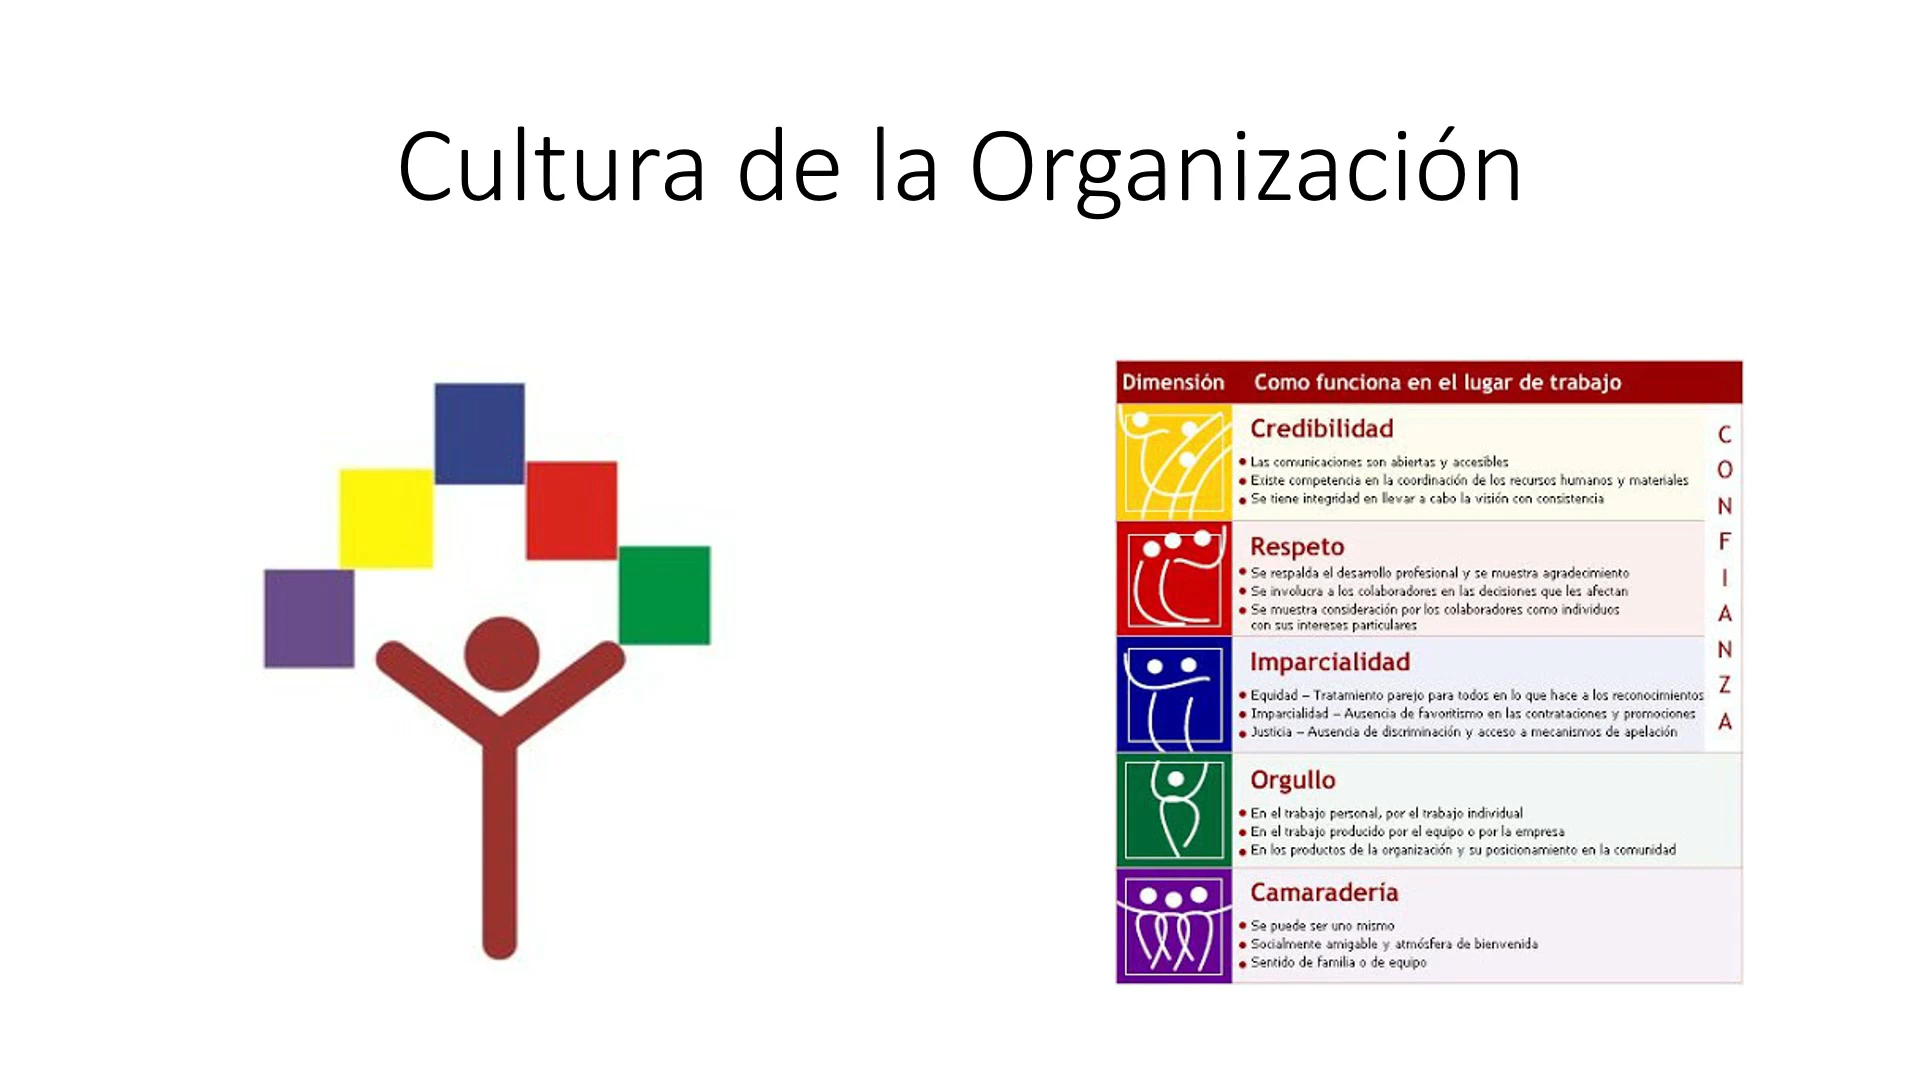 Cultura de la Organización
Dimensión Como funciona en el lugar de trabajo
Credibilidad
• Las comunicaciones son abiertas y accesibles
• Existe competencia en la coordinación de los recursos humanos y materiales
• Se tiene integridad en llevar a cabo la visión con consistencia
Respeto
• Se respalda el desarrollo profesional y se muestra agradecimiento
• Se involucra a los colaboradores en las decisiones que les afectan
• Se muestra consideración por los colaboradores como individuos
con sus intereses particulares
Imparcialidad
• Equidad – Tratamiento parejo para todos en lo que hace a los reconocimientos
• Imparcialidad – Ausencia de favoritismo en las contrataciones y promociones
• Justicia – Ausencia de discriminación y acceso a mecanismos de apelación
Orgullo
• En el trabajo personal, por el trabajo individual
• En el trabajo producido por el equipo o por la empresa
• En los productos de la organización y su posicionamiento en la comunidad
Camaradería
• Se puede ser uno mismo
• Socialmente amigable y atmósfera de bienvenida
• Sentido de familia o de equipo
CONFIANZA